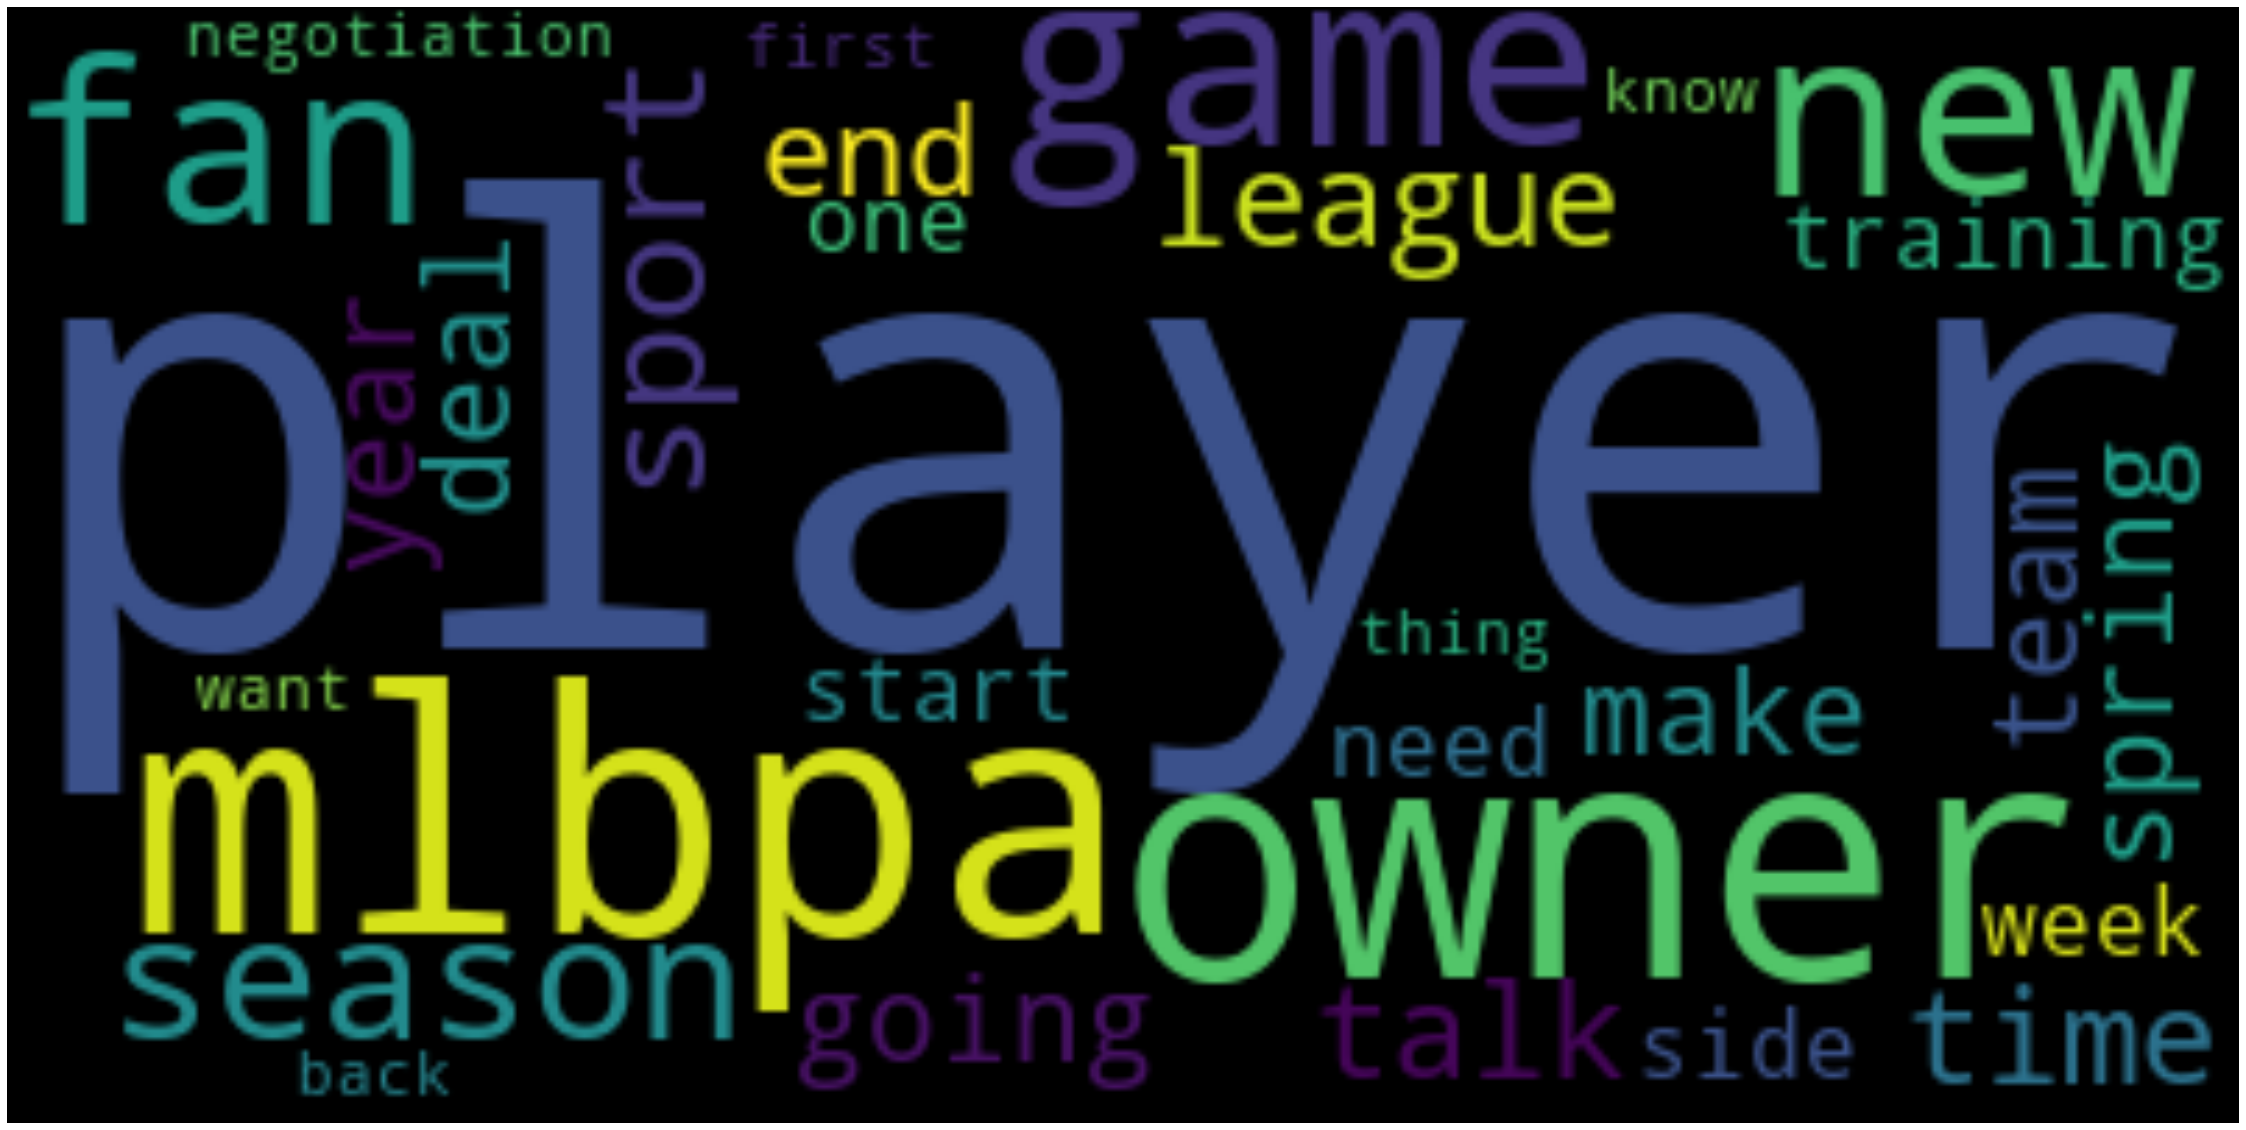 negotiation
first
game
know
new
fan
sport
end
league
one
training
deal
year
player
team
spring
thing
want
start
need
make
mlbpa
owner
week
season
going
talk
side
time
back